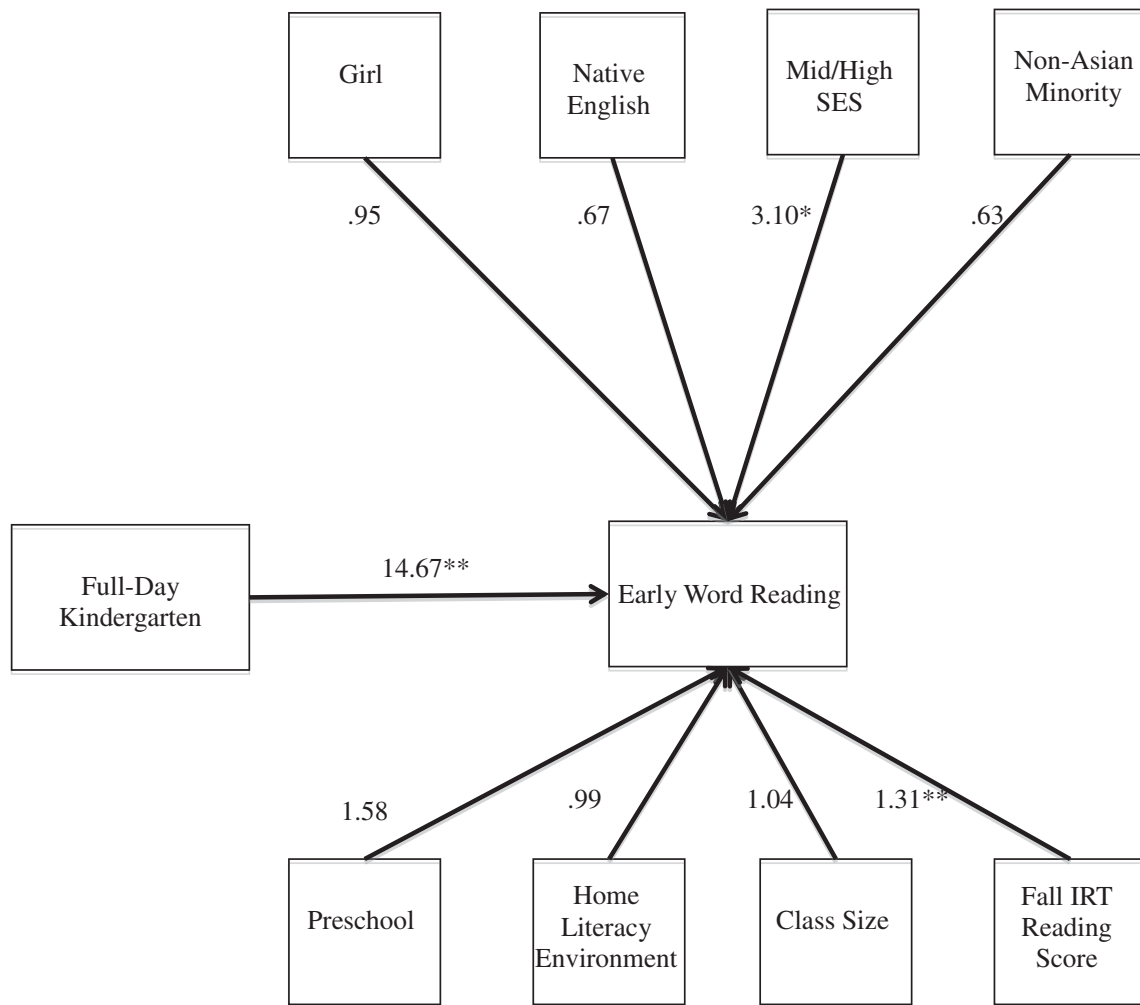 Girl
Native
English
Mid/High
SES
Non-Asian
Minority
.95
.67
3.10*
.63
Full-Day
Kindergarten
14.67**
Early Word Reading
1.58
.99
1.04
1.31**
Preschool
Home
Literacy
Environment
Class Size
Fall IRT
Reading
Score